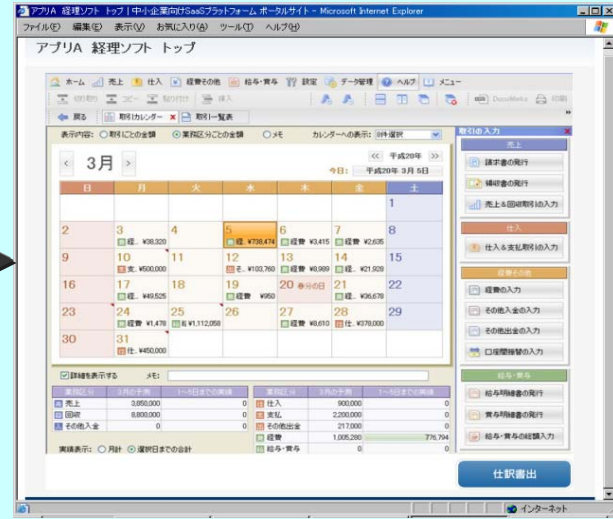 アプリA 経理ソフト トップ | 中小企業向けSaaSプラットフォーム ポータルサイト - Microsoft Internet Explorer
ファイル(F) 編集(E) 表示(V) お気に入り(A) ツール(T) ヘルプ(H)
アプリA 経理ソフト トップ
ホーム 売上 仕入 経費その他 給与・賞与 設定 データ管理 ヘルプ メニュー
切り取り コピー 貼り付け 挿入 DocuWorks 印刷
戻る 取引カレンダー 取引一覧表
表示内容: 取引ごとの金額 業務区分ごとの金額 メモ カレンダーへの表示: 8件選択
取引の入力
< 3月 >
<< 平成20年 >>
今日: 平成20年 3月 5日
日 月 火 水 木 金 土
1
2 3 4 5 6 7 8
経.. ¥38,320 経.. ¥738,474 経費 ¥3,415 経費 ¥2,635
9 10 11 12 13 14 15
支.. ¥500,000 そ.. ¥103,760 経費 ¥8,989 経.. ¥21,928
16 17 18 19 20 春分の日 21 22
経.. ¥49,525 経費 ¥950 経.. ¥36,678
23 24 25 26 27 28 29
経費 ¥1,478 ¥1,112,058 経費 ¥8,610 仕.. ¥378,000
30 31
仕.. ¥450,000
売上
請求書の発行
領収書の発行
売上&回収取引の入力
仕入
仕入&支払取引の入力
経費その他
経費の入力
その他入金の入力
その他出金の入力
口座間振替の入力
給与・賞与
給与明細書の発行
賞与明細書の発行
給与・賞与の総額入力
詳細を表示する メモ:
業務区分 3月の予測 1～5日までの実績 業務区分 3月の予測 1～5日までの実績
売上 3,850,000 0 仕入 900,000 0
回収 8,800,000 0 支払 2,200,000 0
その他入金 0 0 その他出金 217,000 0
経費 1,005,280 776,794
実績表示: 月計 選択日までの合計 給与・賞与 0 0
仕訳書出
インターネット